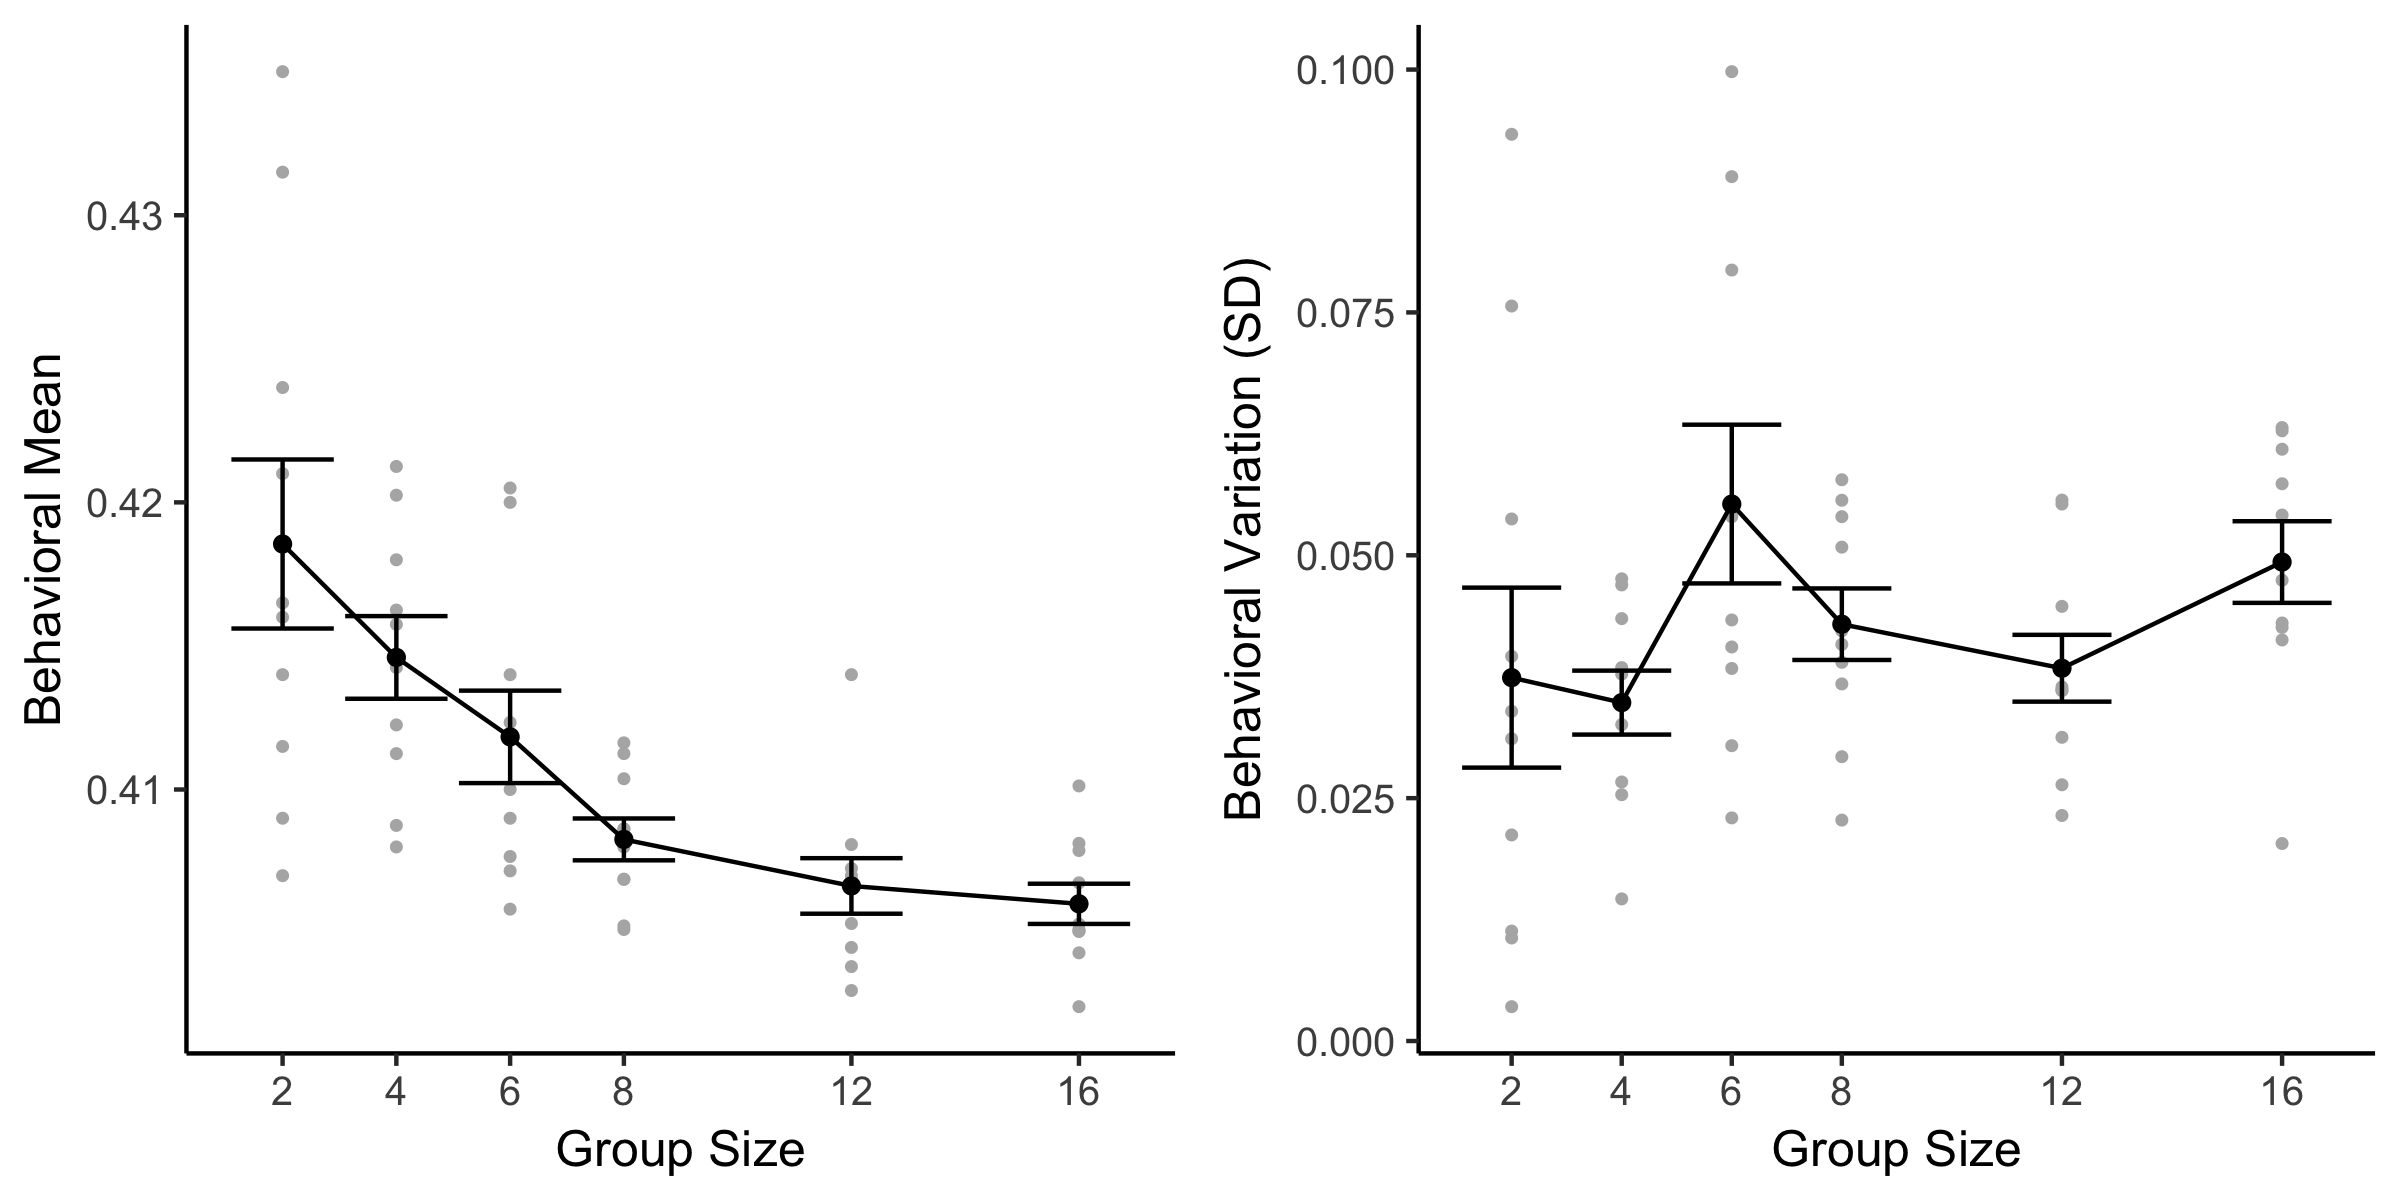 Behavioral Mean
0.43
0.42
0.41
2 4 6 8 12 16
Group Size
Behavioral Variation (SD)
0.100
0.075
0.050
0.025
0.000
2 4 6 8 12 16
Group Size